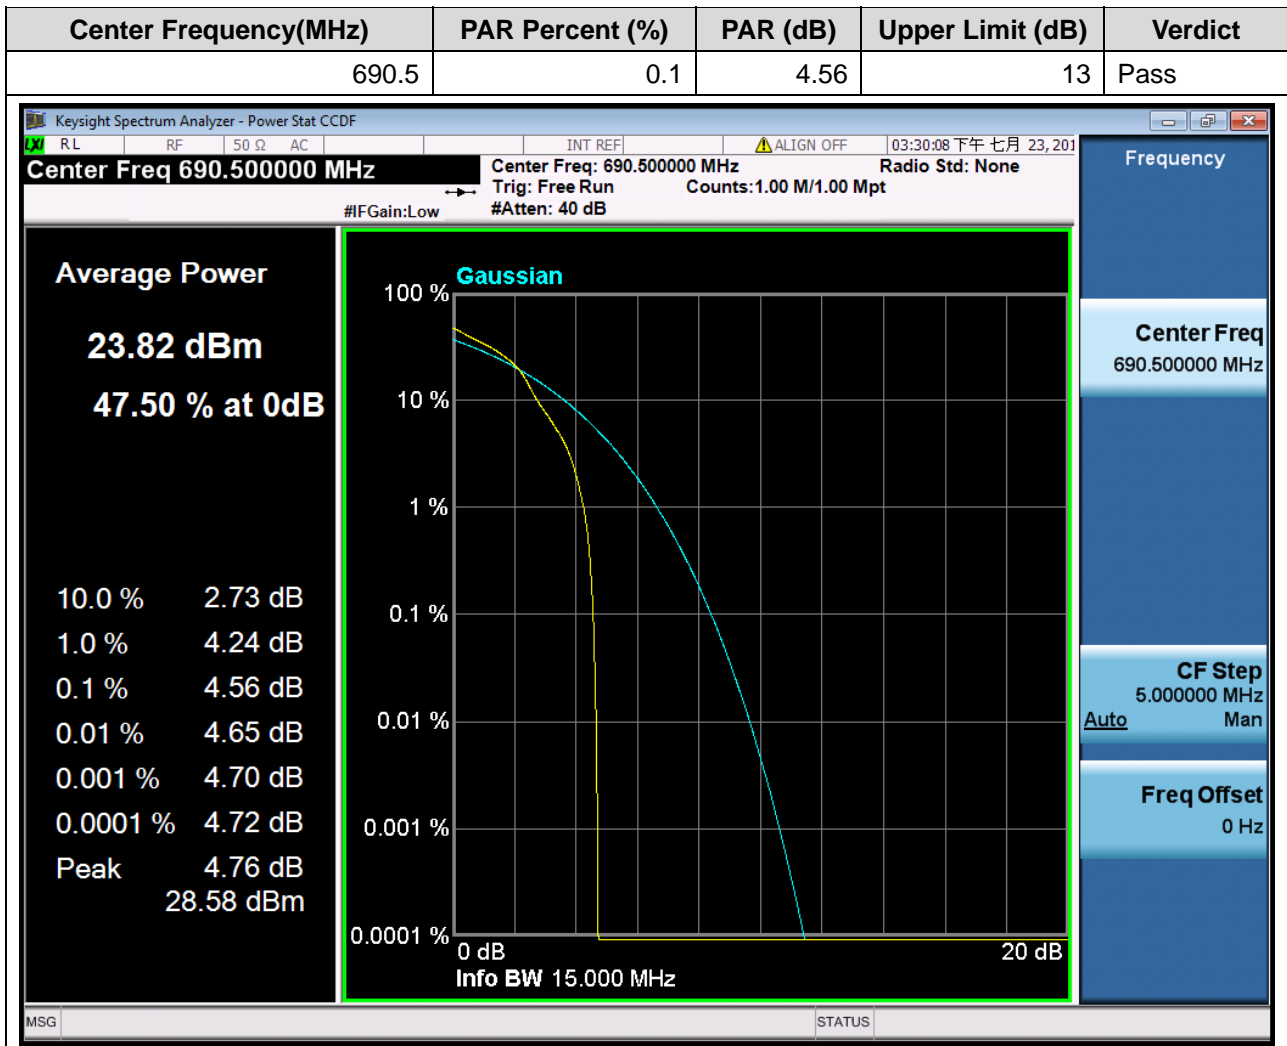 Center Frequency(MHz) PAR Percent (%) PAR (dB) Upper Limit (dB) Verdict
690.5 0.1 4.56 13 Pass
Keysight Spectrum Analyzer - Power Stat CCDF
LXI RL RF 50 Ω AC INT REF ALIGN OFF 03:30:08 下午 七月 23, 201
Center Freq 690.500000 MHz
Center Freq: 690.500000 MHz Radio Std: None
Trig: Free Run Counts:1.00 M/1.00 Mpt
#IFGain:Low #Atten: 40 dB
Average Power
23.82 dBm
47.50 % at 0dB
10.0 % 2.73 dB
1.0 % 4.24 dB
0.1 % 4.56 dB
0.01 % 4.65 dB
0.001 % 4.70 dB
0.0001 % 4.72 dB
Peak 4.76 dB
28.58 dBm
Gaussian
100 %
10 %
1 %
0.1 %
0.01 %
0.001 %
0.0001 %
0 dB 20 dB
Info BW 15.000 MHz
Frequency
Center Freq
690.500000 MHz
CF Step
5.000000 MHz
Auto Man
Freq Offset
0 Hz
MSG STATUS